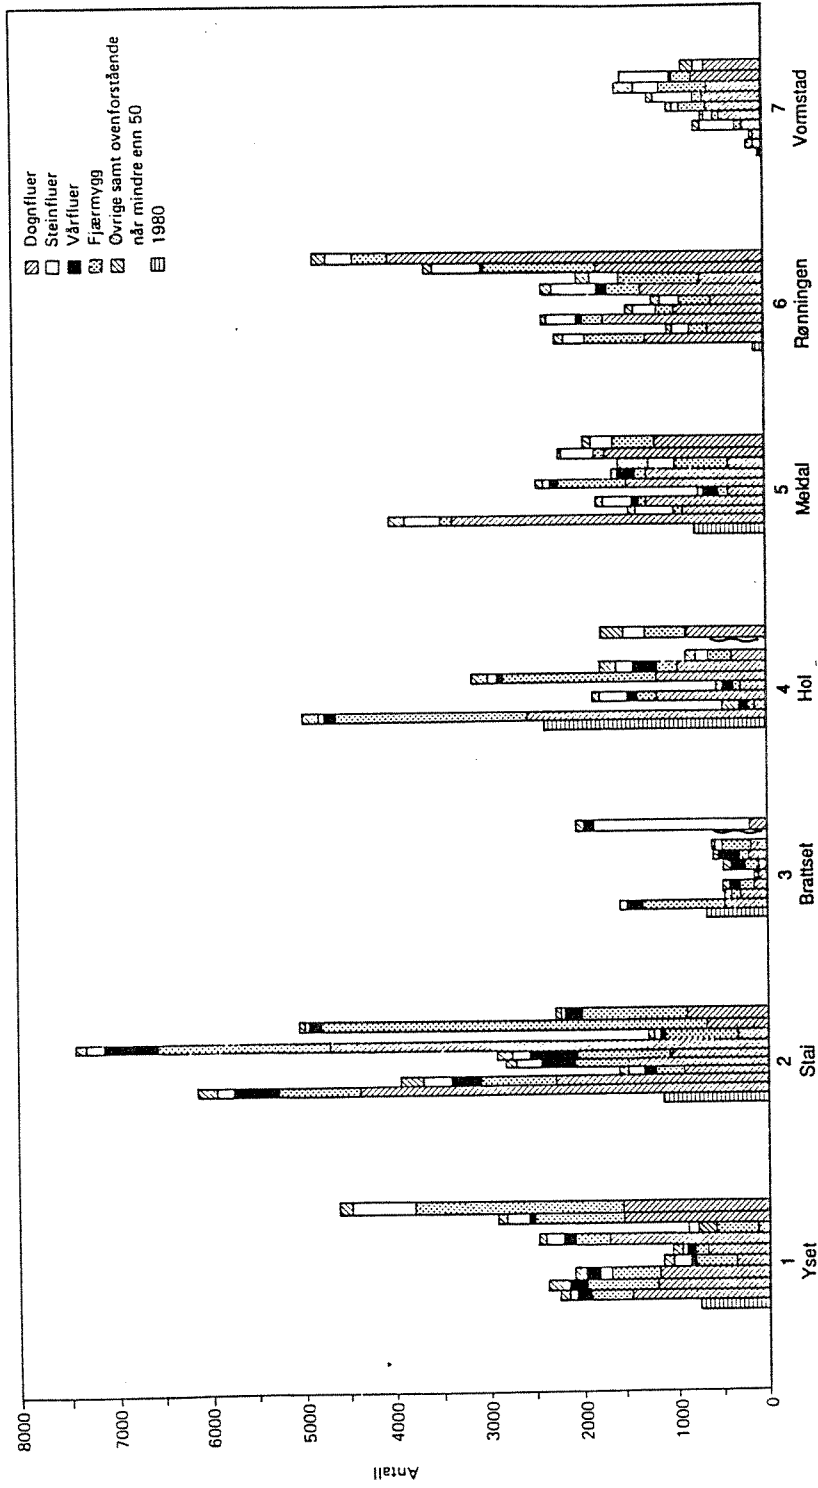 Dognfluer
Steinfluer
Vårfluer
Fjærmygg
Øvrige samt ovenforstående
når mindre enn 50
1980
Antall
8000
7000
6000
5000
4000
3000
2000
1000
0
1
Yset
2
Stai
3
Brattset
4
Hol
5
Meldal
6
Rønningen
7
Vormstad